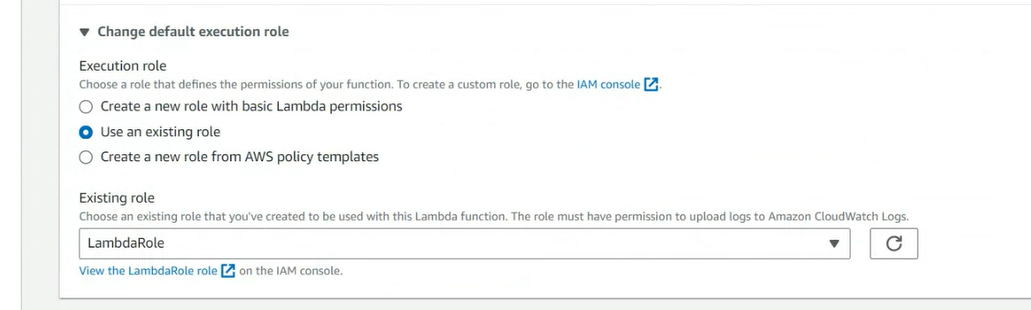 Change default execution role
Execution role
Choose a role that defines the permissions of your function. To create a custom role, go to the IAM console.
Create a new role with basic Lambda permissions
Use an existing role
Create a new role from AWS policy templates
Existing role
Choose an existing role that you've created to be used with this Lambda function. The role must have permission to upload logs to Amazon CloudWatch Logs.
LambdaRole
View the LambdaRole role on the IAM console.